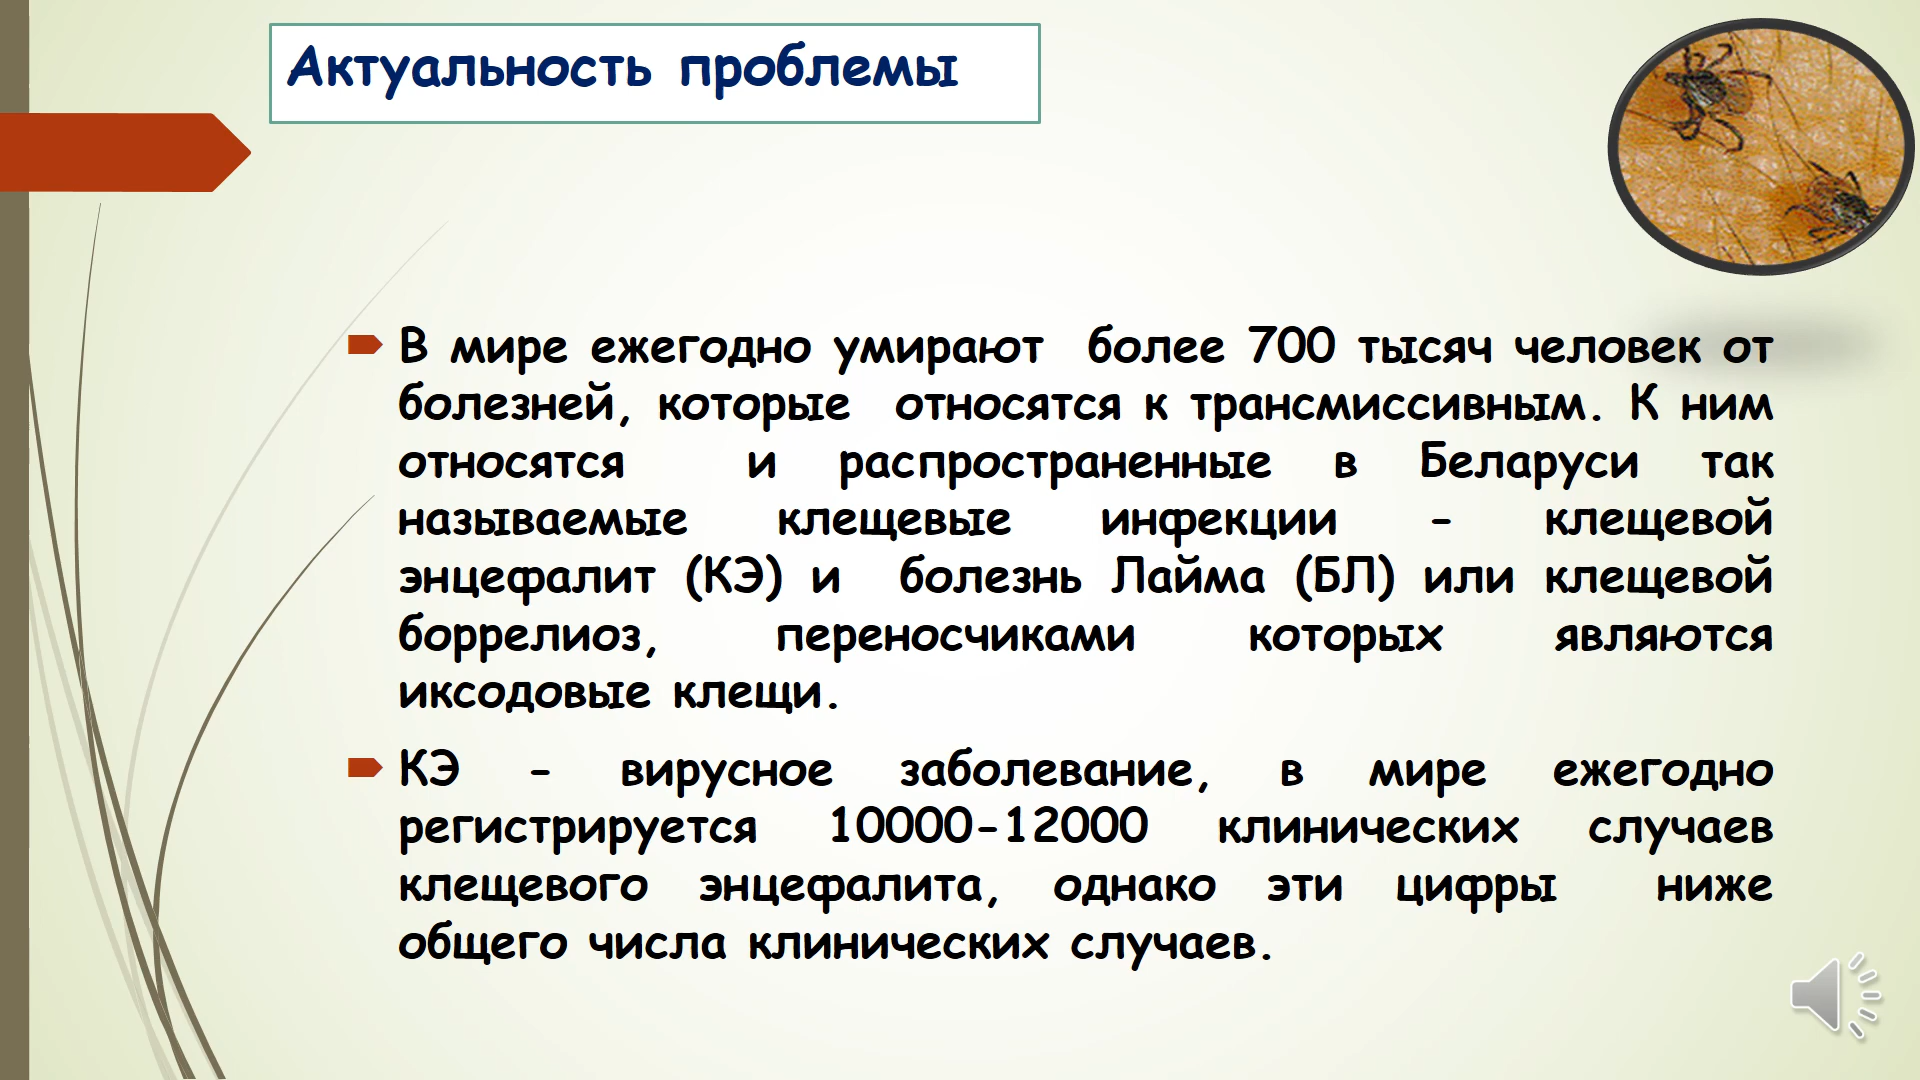 Актуальность проблемы
В мире ежегодно умирают более 700 тысяч человек от
болезней, которые относятся к трансмиссивным. К ним
относятся и распространенные в Беларуси так
называемые клещевые инфекции - клещевой
энцефалит (КЭ) и болезнь Лайма (БЛ) или клещевой
боррелиоз, переносчиками которых являются
иксодовые клещи.
КЭ - вирусное заболевание, в мире ежегодно
регистрируется 10000-12000 клинических случаев
клещевого энцефалита, однако эти цифры ниже
общего числа клинических случаев.